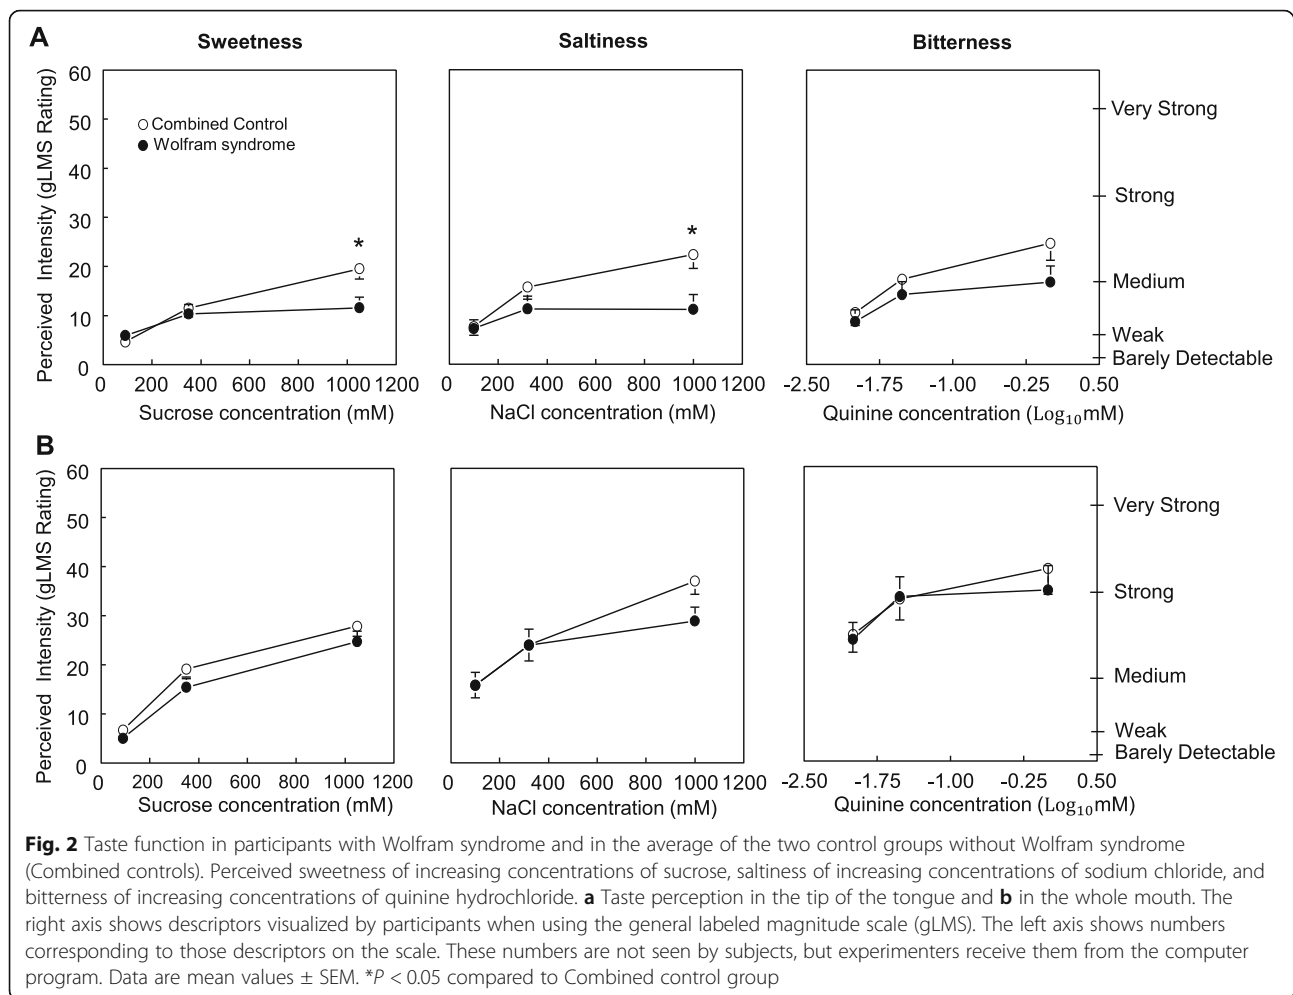 A
Sweetness
Saltiness
Bitterness
Perceived Intensity (gLMS Rating)
60
50
40
30
20
10
0
Combined Control
Wolfram syndrome
*
*
Very Strong
Strong
Medium
Weak
Barely Detectable
0 200 400 600 800 1000 1200
0 200 400 600 800 1000 1200
-2.50 -1.75 -1.00 -0.25 0.50
Sucrose concentration (mM)
NaCl concentration (mM)
Quinine concentration (Log₁₀mM)
B
Perceived Intensity (gLMS Rating)
60
50
40
30
20
10
0
Very Strong
Strong
Medium
Weak
Barely Detectable
200 400 600 800 1000 1200
0 200 400 600 800 1000 1200
-2.50 -1.75 -1.00 -0.25 0.50
Sucrose concentration (mM)
NaCl concentration (mM)
Quinine concentration (Log₁₀mM)
Fig. 2 Taste function in participants with Wolfram syndrome and in the average of the two control groups without Wolfram syndrome
(Combined controls). Perceived sweetness of increasing concentrations of sucrose, saltiness of increasing concentrations of sodium chloride, and
bitterness of increasing concentrations of quinine hydrochloride. a Taste perception in the tip of the tongue and b in the whole mouth. The
right axis shows descriptors visualized by participants when using the general labeled magnitude scale (gLMS). The left axis shows numbers
corresponding to those descriptors on the scale. These numbers are not seen by subjects, but experimenters receive them from the computer
program. Data are mean values ± SEM. *P < 0.05 compared to Combined control group